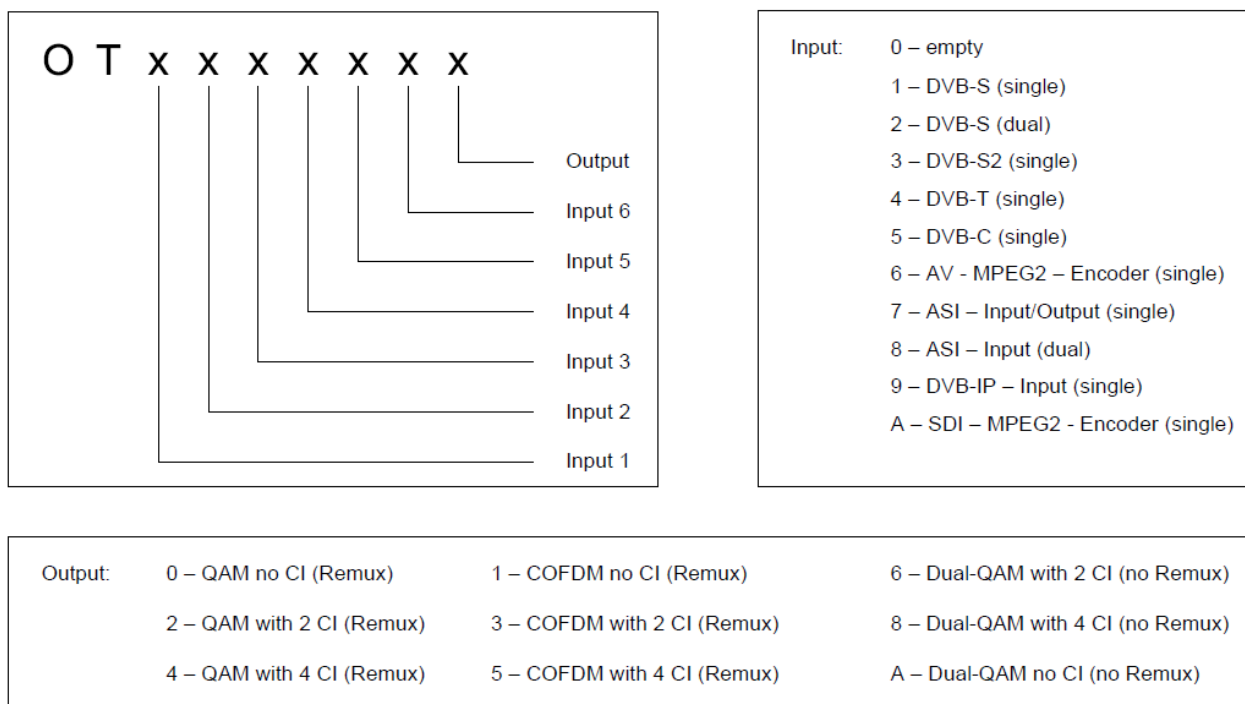 O T x x x x x x x
Output
Input 6
Input 5
Input 4
Input 3
Input 2
Input 1
Input: 0 – empty
1 – DVB-S (single)
2 – DVB-S (dual)
3 – DVB-S2 (single)
4 – DVB-T (single)
5 – DVB-C (single)
6 – AV - MPEG2 – Encoder (single)
7 – ASI – Input/Output (single)
8 – ASI – Input (dual)
9 – DVB-IP – Input (single)
A – SDI – MPEG2 - Encoder (single)
Output: 0 – QAM no CI (Remux) 1 – COFDM no CI (Remux) 6 – Dual-QAM with 2 CI (no Remux)
2 – QAM with 2 CI (Remux) 3 – COFDM with 2 CI (Remux) 8 – Dual-QAM with 4 CI (no Remux)
4 – QAM with 4 CI (Remux) 5 – COFDM with 4 CI (Remux) A – Dual-QAM no CI (no Remux)